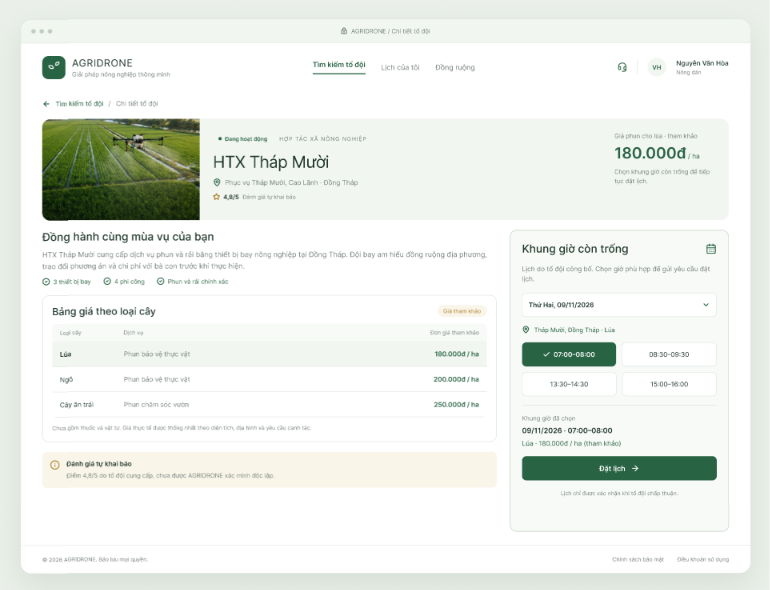 AGRIDRONE / Chi tiết tổ đội
AGRIDRONE
Giải pháp nông nghiệp thông minh
Tìm kiếm tổ đội
Lịch của tôi
Đồng ruộng
VH
Nguyễn Văn Hòa
Nông dân
Tìm kiếm tổ đội / Chi tiết tổ đội
Đang hoạt động
HỢP TÁC XÃ NÔNG NGHIỆP
HTX Tháp Mười
Phục vụ Tháp Mười, Cao Lãnh · Đồng Tháp
4,8/5 Đánh giá tự khai báo
Giá phun cho lúa · tham khảo
180.000đ / ha
Chọn khung giờ còn trống để tiếp
tục đặt lịch.
Đồng hành cùng mùa vụ của bạn
HTX Tháp Mười cung cấp dịch vụ phun và rải bằng thiết bị bay nông nghiệp tại Đồng Tháp. Đội bay am hiểu đồng ruộng địa phương,
trao đổi phương án và chi phí với bà con trước khi thực hiện.
3 thiết bị bay
4 phi công
Phun và rải chính xác
Bảng giá theo loại cây
Giá tham khảo
Loại cây
Dịch vụ
Đơn giá tham khảo
Lúa
Phun bảo vệ thực vật
180.000đ / ha
Ngô
Phun bảo vệ thực vật
200.000đ / ha
Cây ăn trái
Phun chăm sóc vườn
250.000đ / ha
Chưa gồm thuốc và vật tư. Giá thực tế được thống nhất theo diện tích, địa hình và yêu cầu canh tác.
Đánh giá tự khai báo
Điểm 4,8/5 do tổ đội cung cấp, chưa được AGRIDRONE xác minh độc lập.
Khung giờ còn trống
Lịch do tổ đội công bố. Chọn giờ phù hợp để gửi yêu cầu đặt
lịch.
Thứ Hai, 09/11/2026
Tháp Mười, Đồng Tháp · Lúa
07:00–08:00
08:30–09:30
13:30–14:30
15:00–16:00
Khung giờ đã chọn
09/11/2026 · 07:00–08:00
Lúa · 180.000đ / ha (tham khảo)
Đặt lịch
Lịch chỉ được xác nhận khi tổ đội chấp thuận.
© 2026 AGRIDRONE. Bảo lưu mọi quyền.
Chính sách bảo mật
Điều khoản sử dụng